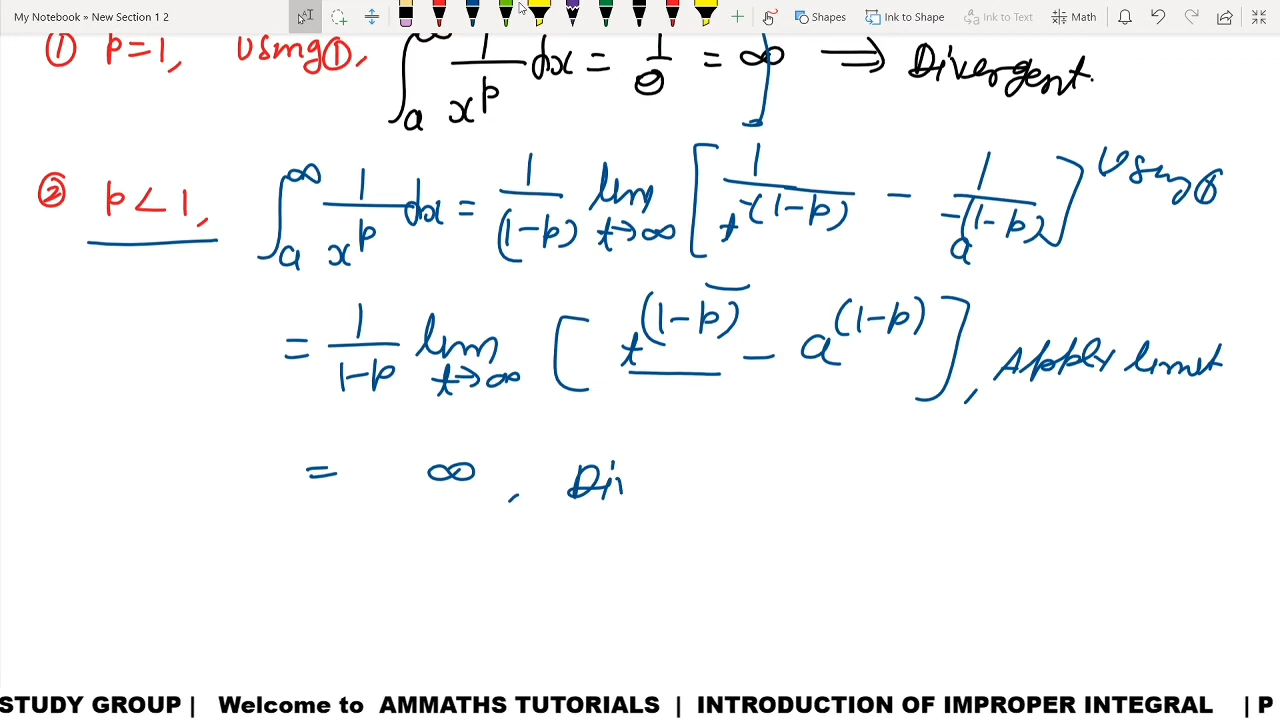 My Notebook » New Section 1 2 Shapes Ink to Shape Ink to Text Math
① p=1, Using①, ∫ₐ^∞ 1/x^p dx = 1/0 = ∞ ⟹ Divergent.
② p<1, ∫ₐ^∞ 1/x^p dx = 1/(1-p) lim t→∞ [1/t^-(1-p) - 1/a^-(1-p)] Using
= 1/1-p lim t→∞ [t^(1-p) - a^(1-p)], Apply limit
= ∞, Div
STUDY GROUP | Welcome to AMMATHS TUTORIALS | INTRODUCTION OF IMPROPER INTEGRAL | P